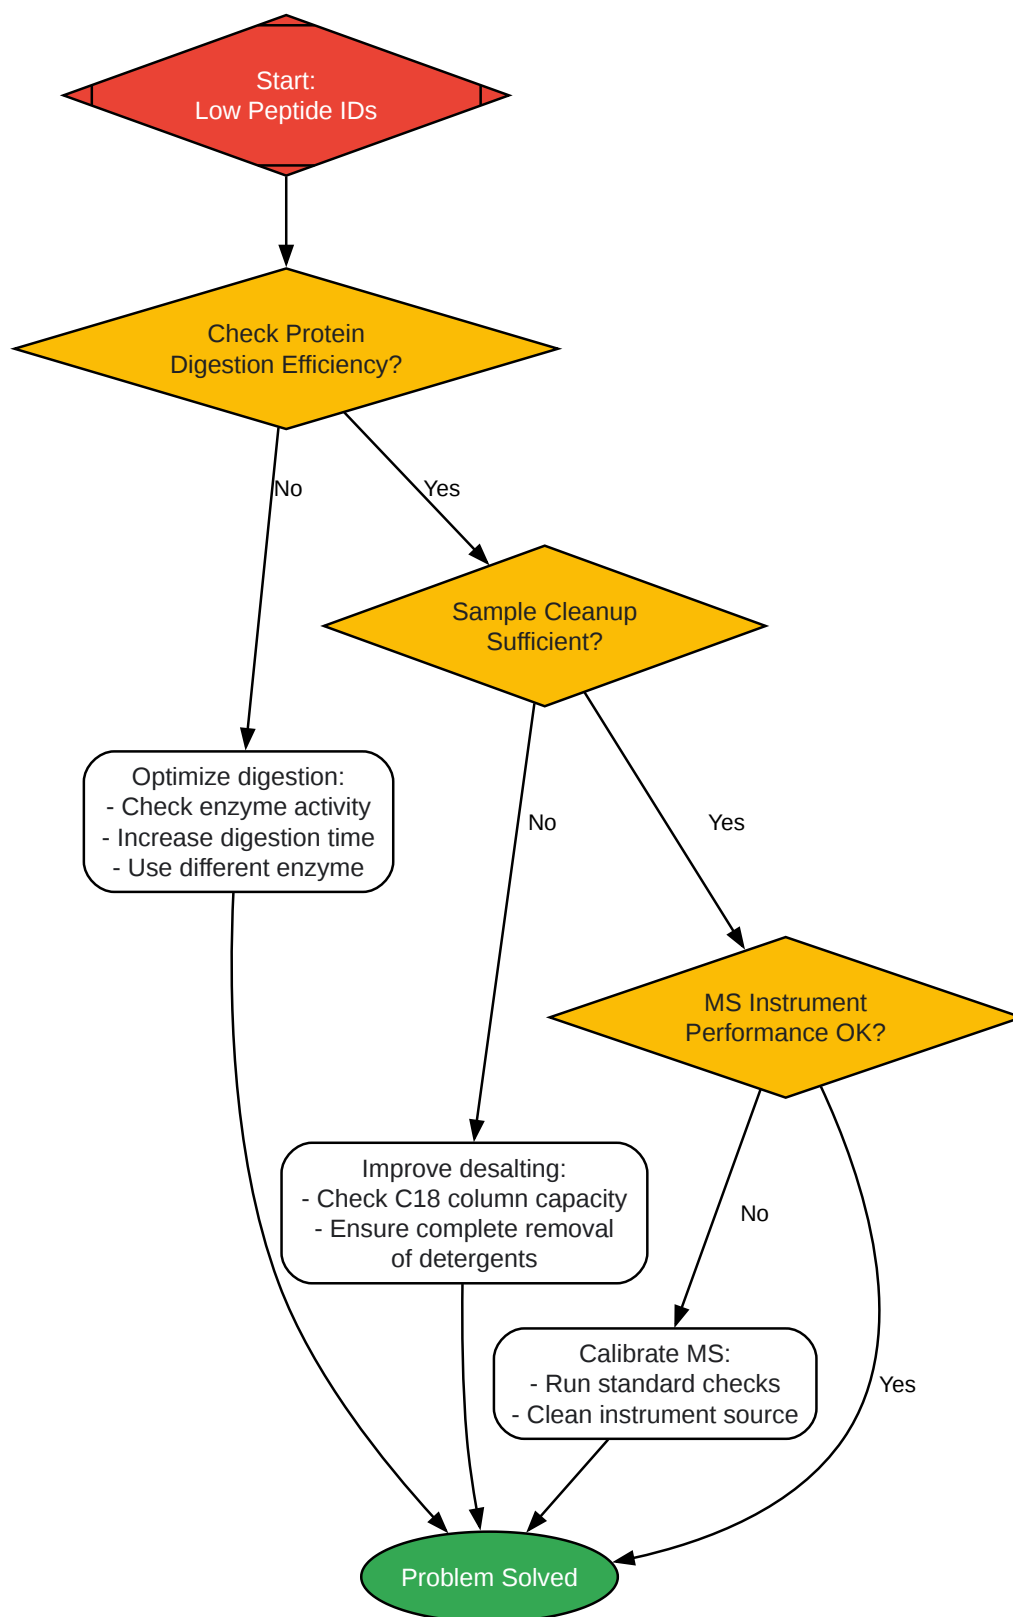 Start:
Low Peptide IDs
Check Protein
Digestion Efficiency?
No
Yes
Sample Cleanup
Sufficient?
Optimize digestion:
- Check enzyme activity
- Increase digestion time
- Use different enzyme
No
Yes
MS Instrument
Performance OK?
Improve desalting:
- Check C18 column capacity
- Ensure complete removal
of detergents
No
Calibrate MS:
- Run standard checks
- Clean instrument source
Yes
Problem Solved